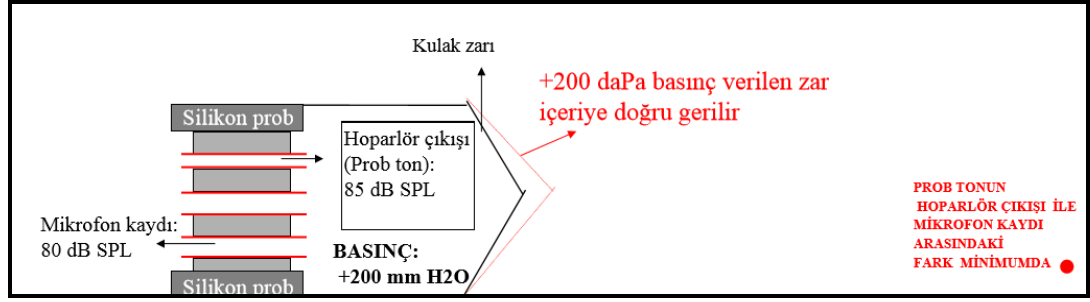 Kulak zarı
+200 daPa basınç verilen zar
içeriye doğru gerilir
Silikon prob
Hoparlör çıkışı
(Prob ton):
85 dB SPL
Mikrofon kaydı:
80 dB SPL
BASINÇ:
+200 mm H2O
Silikon prob
PROB TONUN
HOPARLÖR ÇIKIŞI İLE
MİKROFON KAYDI
ARASINDAKİ
FARK MİNİMUMDA